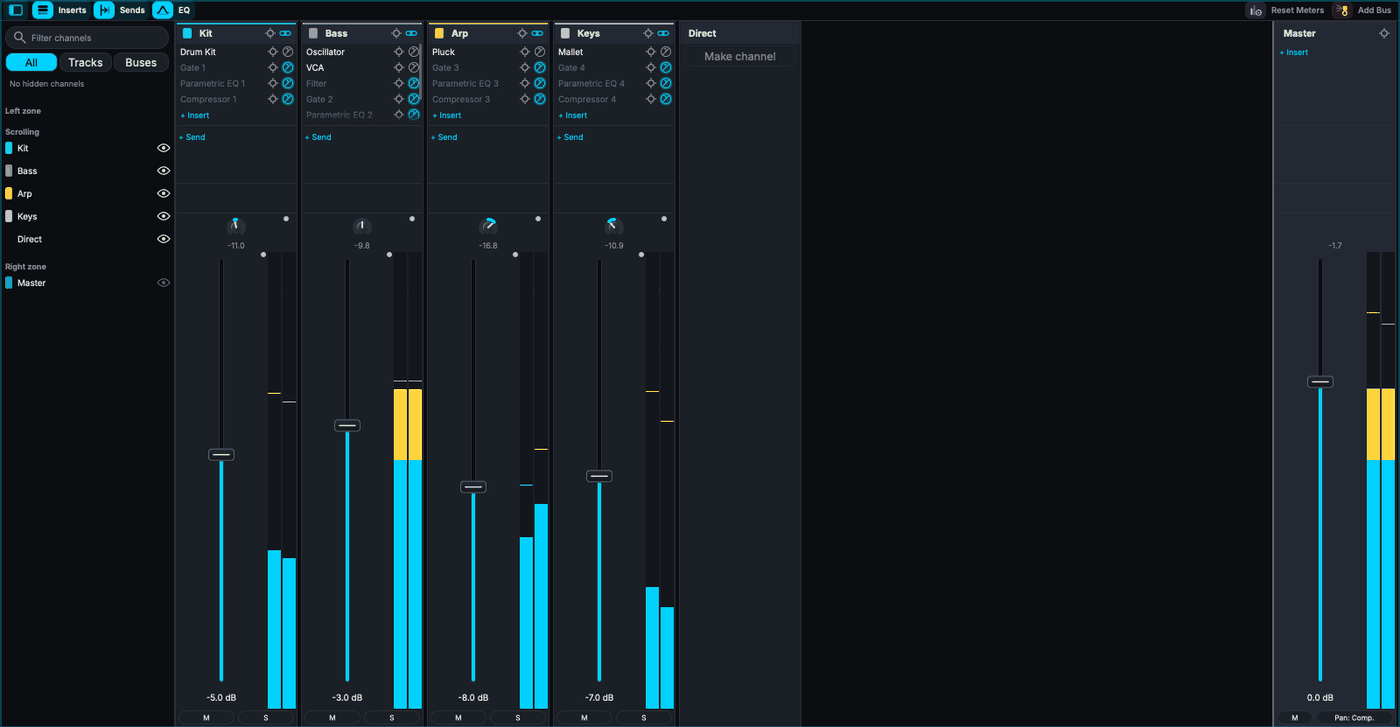 Inserts Sends EQ Reset Meters Add Bus
Filter channels
All Tracks Buses
No hidden channels
Left zone
Scrolling
Kit
Bass
Arp
Keys
Direct
Right zone
Master
Kit
Drum Kit
Gate 1
Parametric EQ 1
Compressor 1
+ Insert
+ Send
-11.0
-5.0 dB
M S
Bass
Oscillator
VCA
Filter
Gate 2
Parametric EQ 2
+ Send
-9.8
-3.0 dB
M S
Arp
Pluck
Gate 3
Parametric EQ 3
Compressor 3
+ Insert
+ Send
-16.8
-8.0 dB
M S
Keys
Mallet
Gate 4
Parametric EQ 4
Compressor 4
+ Insert
+ Send
-10.9
-7.0 dB
M S
Direct
Make channel
Master
+ Insert
-1.7
0.0 dB
M Pan: Comp.